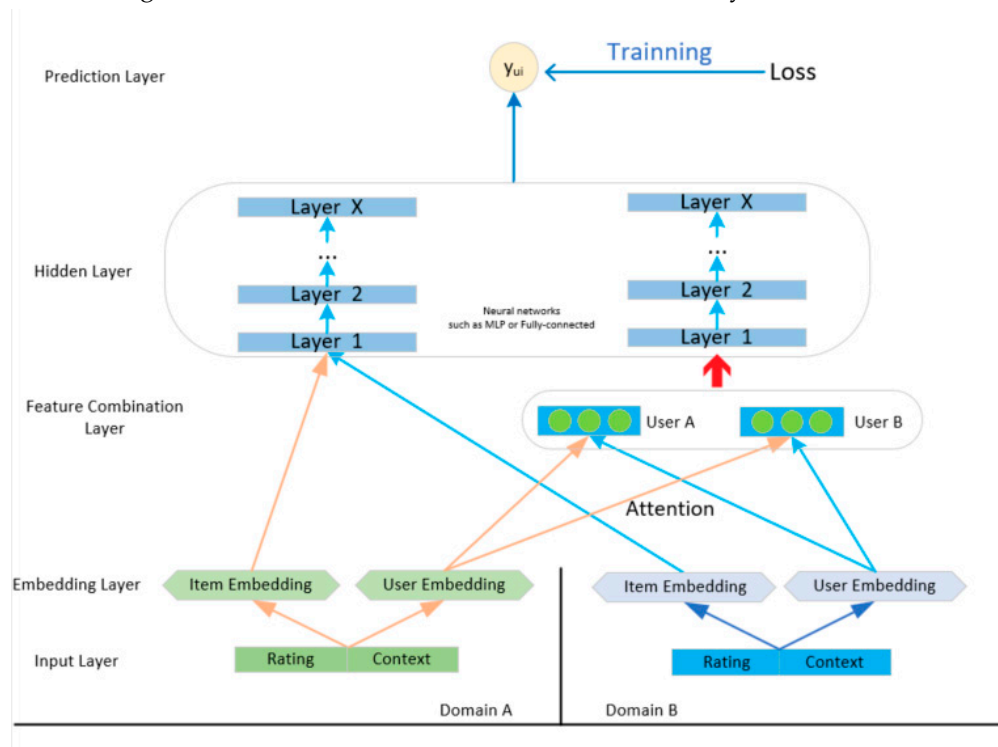 Trainning
Prediction Layer
yui
Loss
Layer X
Layer X
...
...
Hidden Layer
Layer 2
Layer 2
Neural networks
such as MLP or Fully-connected
Layer 1
Layer 1
Feature Combination
Layer
User A
User B
Attention
Embedding Layer
Item Embedding
User Embedding
Item Embedding
User Embedding
Input Layer
Rating
Context
Rating
Context
Domain A
Domain B